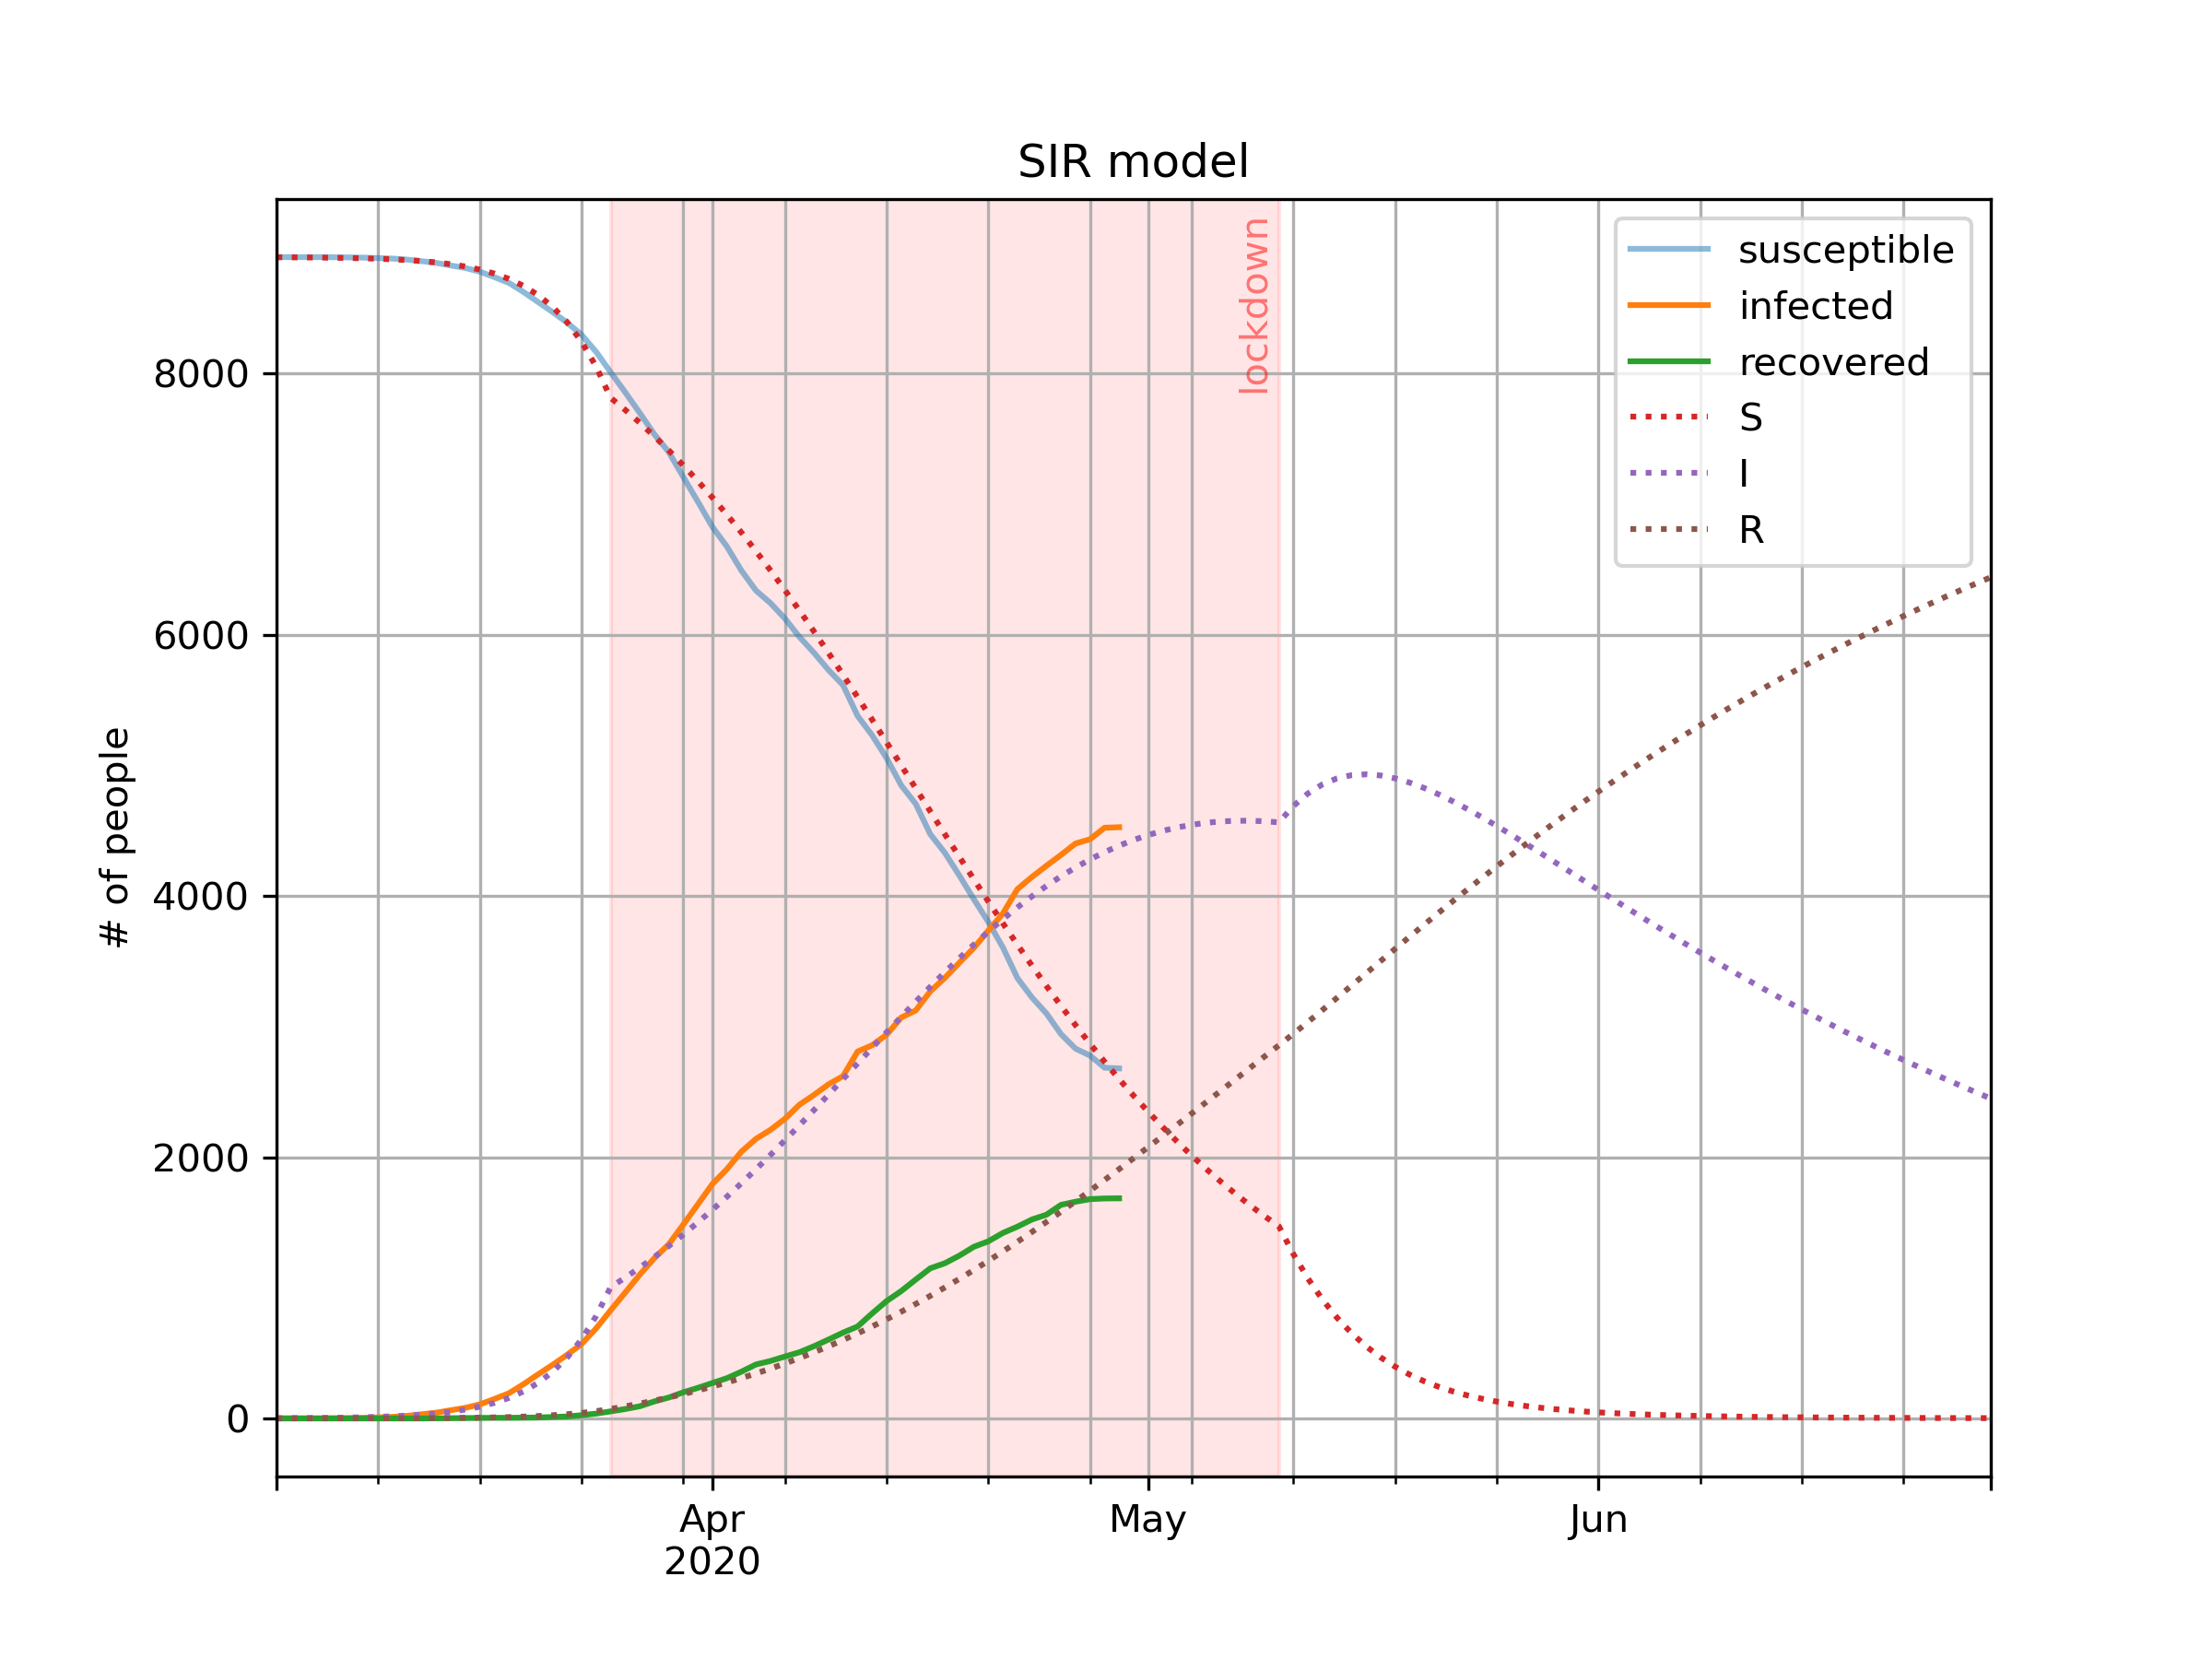 SIR model
lockdown
susceptible
infected
recovered
S
I
R
# of people
8000
6000
4000
2000
0
Apr
2020
May
Jun